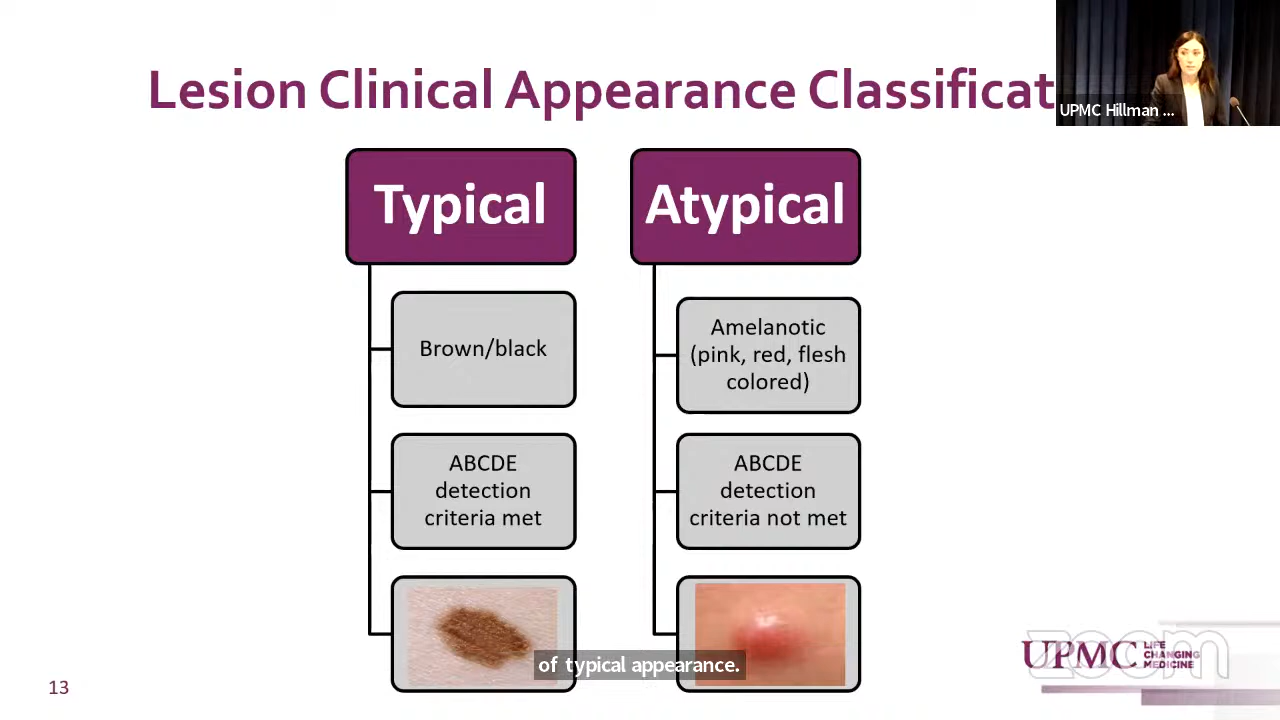 Lesion Clinical Appearance Classificat
UPMC Hillman ...
Typical
Atypical
Brown/black
Amelanotic
(pink, red, flesh
colored)
ABCDE
detection
criteria met
ABCDE
detection
criteria not met
of typical appearance.
UPMC
LIFE
CHANGING
MEDICINE
zoom
13